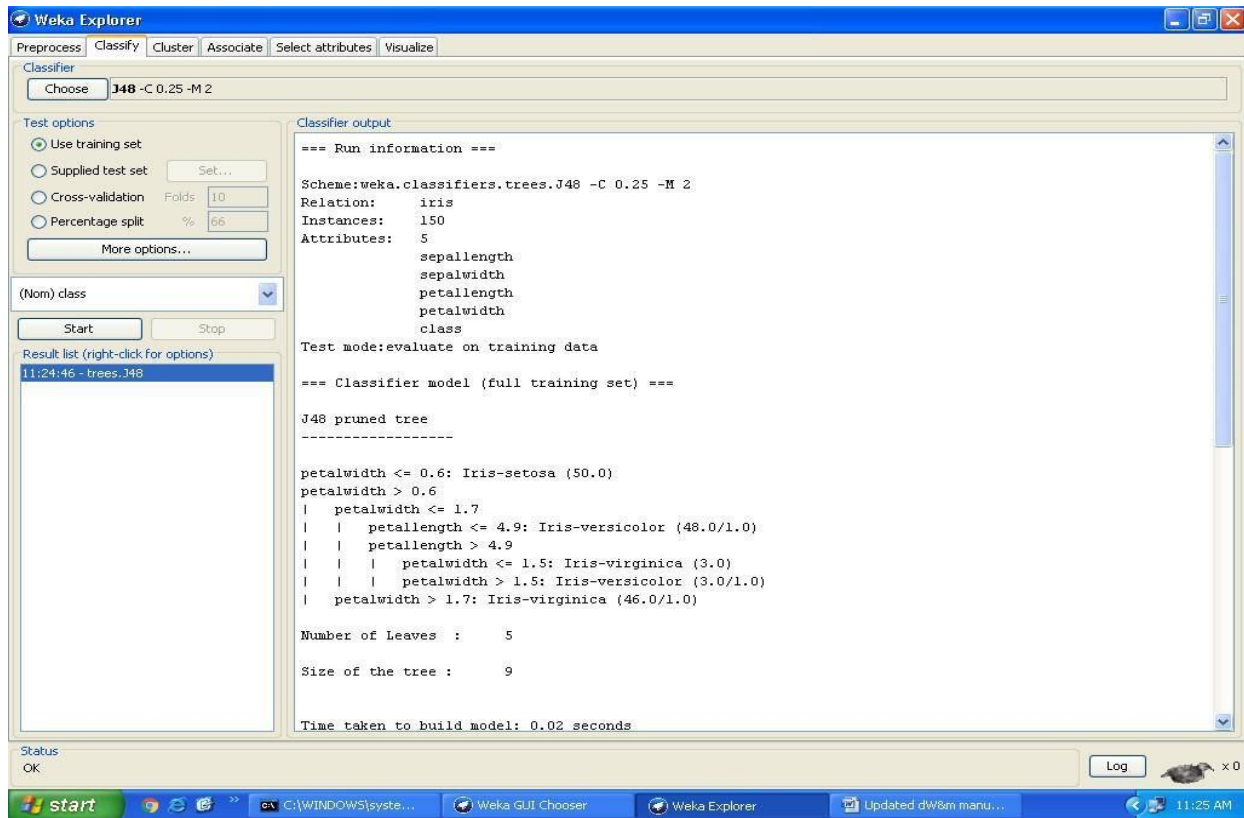 Weka Explorer
Preprocess Classify Cluster Associate Select attributes Visualize
Classifier
Choose J48 -C 0.25 -M 2
Test options
Use training set
Supplied test set Set...
Cross-validation Folds 10
Percentage split % 66
More options...
(Nom) class
Start Stop
Result list (right-click for options)
11:24:46 - trees.J48
Classifier output
=== Run information ===
Scheme:weka.classifiers.trees.J48 -C 0.25 -M 2
Relation: iris
Instances: 150
Attributes: 5
sepallength
sepalwidth
petallength
petalwidth
class
Test mode:evaluate on training data
=== Classifier model (full training set) ===
J48 pruned tree
------------------
petalwidth <= 0.6: Iris-setosa (50.0)
petalwidth > 0.6
| petalwidth <= 1.7
| | petallength <= 4.9: Iris-versicolor (48.0/1.0)
| | petallength > 4.9
| | | petalwidth <= 1.5: Iris-virginica (3.0)
| | | petalwidth > 1.5: Iris-versicolor (3.0/1.0)
| petalwidth > 1.7: Iris-virginica (46.0/1.0)
Number of Leaves : 5
Size of the tree : 9
Time taken to build model: 0.02 seconds
Status
OK
Log x 0
start C:\WINDOWS\syste... Weka GUI Chooser Weka Explorer Updated dW&m manu... 11:25 AM